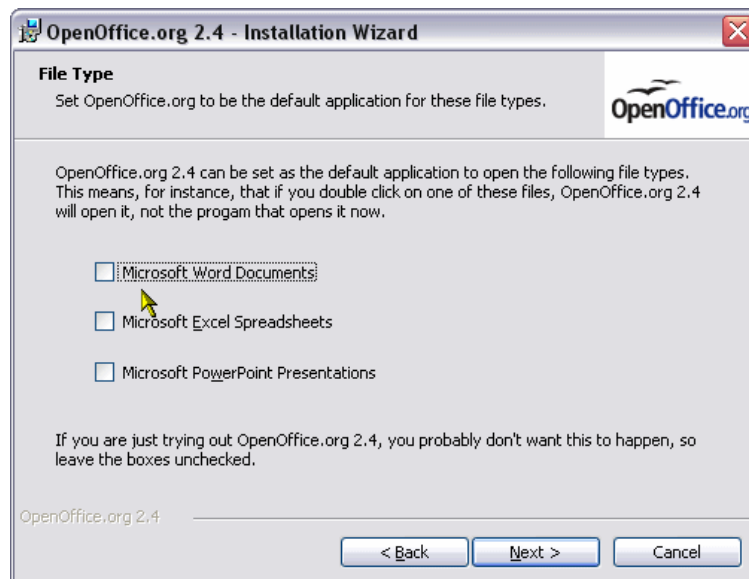 OpenOffice.org 2.4 - Installation Wizard
File Type
Set OpenOffice.org to be the default application for these file types.
OpenOffice.org
OpenOffice.org 2.4 can be set as the default application to open the following file types.
This means, for instance, that if you double click on one of these files, OpenOffice.org 2.4
will open it, not the progam that opens it now.
Microsoft Word Documents
Microsoft Excel Spreadsheets
Microsoft PowerPoint Presentations
If you are just trying out OpenOffice.org 2.4, you probably don't want this to happen, so
leave the boxes unchecked.
OpenOffice.org 2.4
< Back
Next >
Cancel